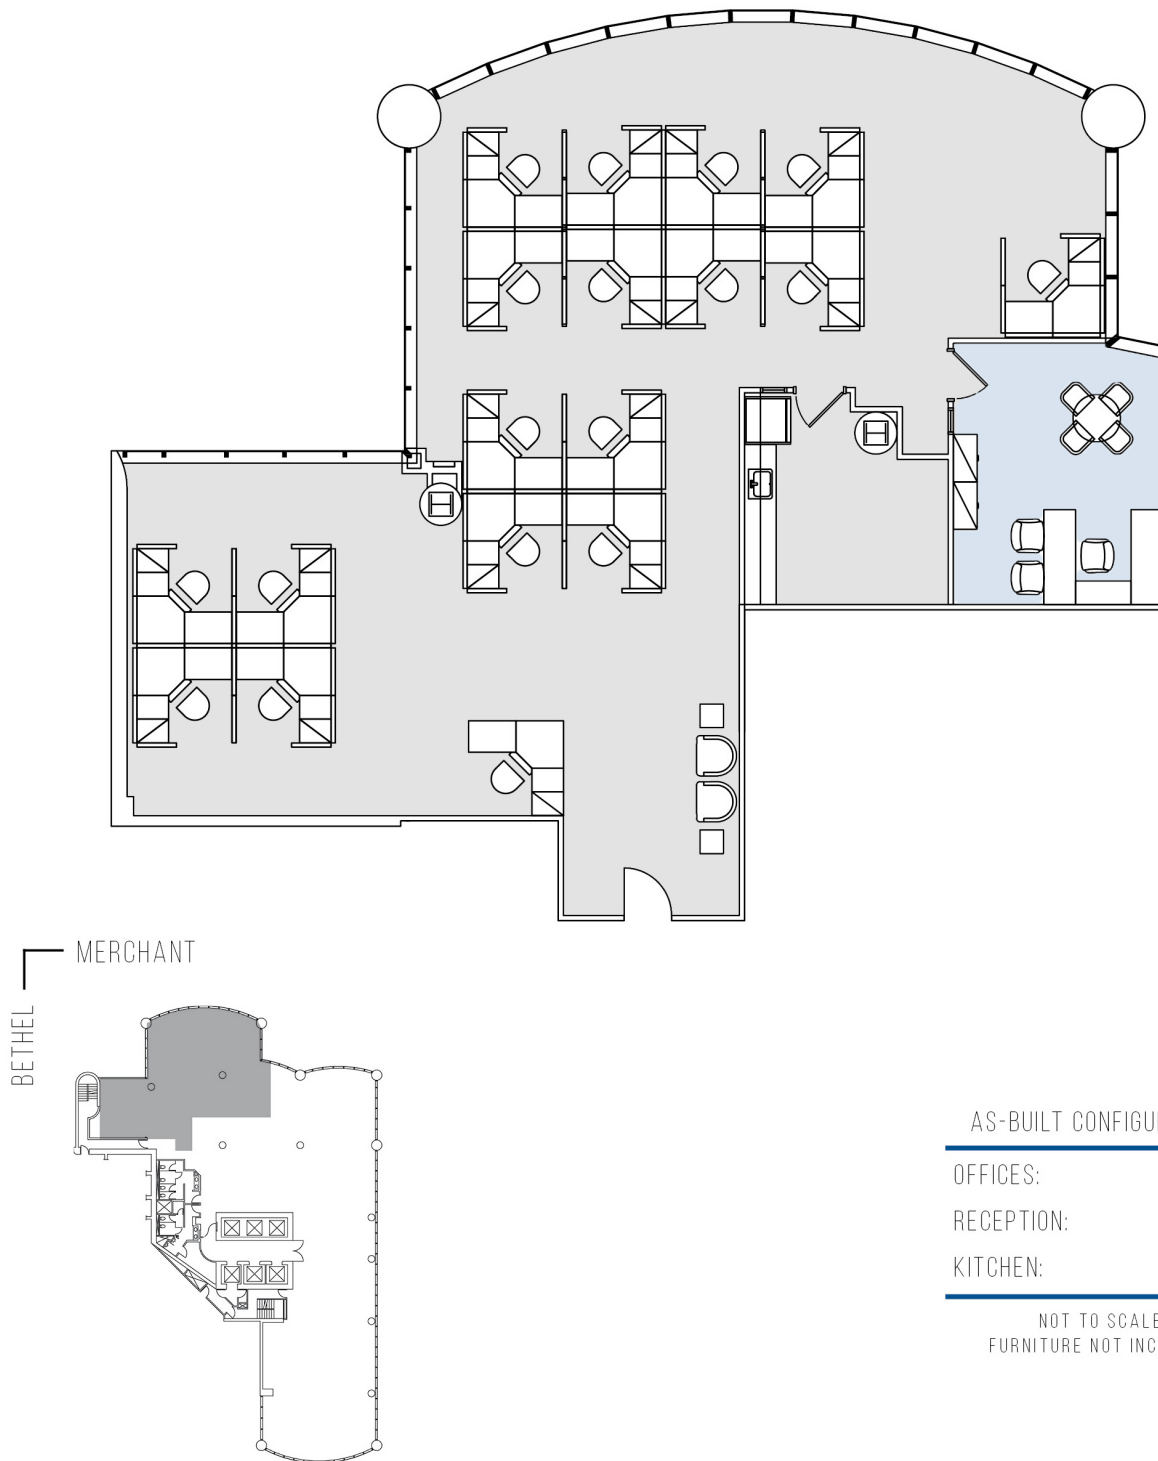 MERCHANT
BETHEL
AS-BUILT CONFIGU
OFFICES:
RECEPTION:
KITCHEN:
NOT TO SCALE
FURNITURE NOT INC